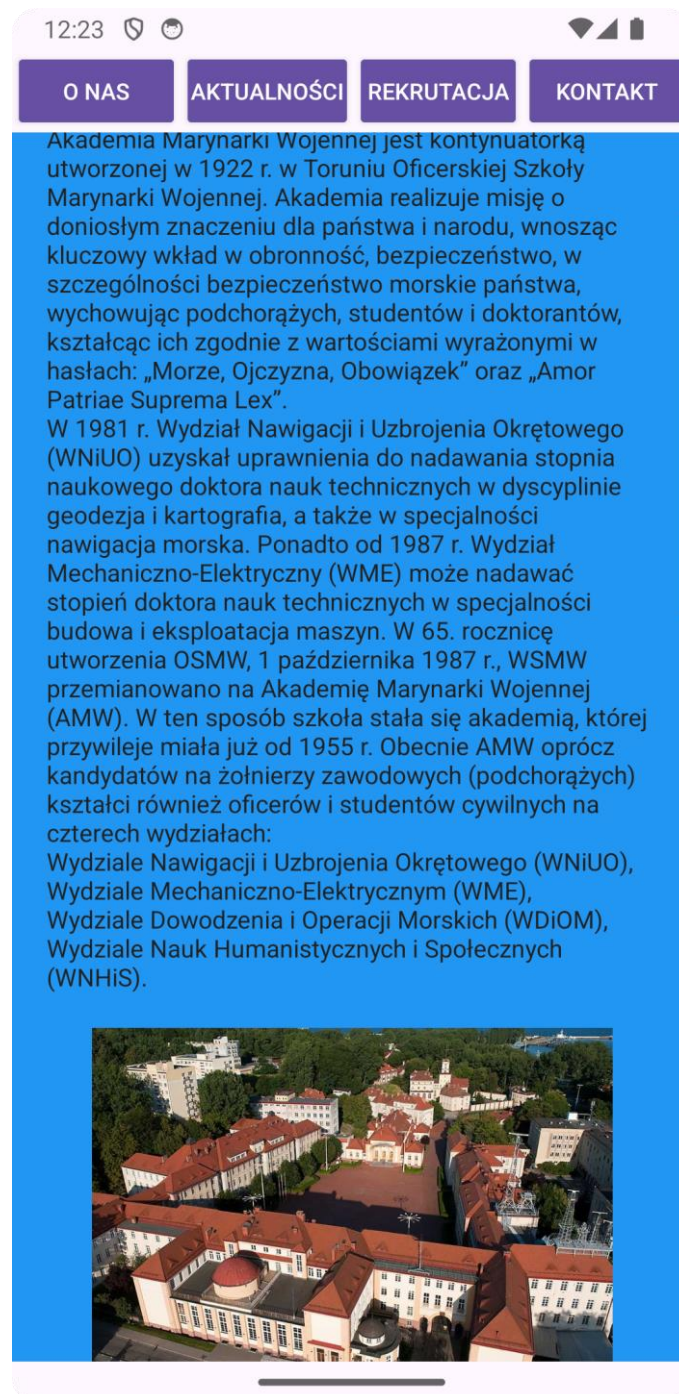 12:23
O NAS AKTUALNOŚCI REKRUTACJA KONTAKT
Akademia Marynarki Wojennej jest kontynuatorką
utworzonej w 1922 r. w Toruniu Oficerskiej Szkoły
Marynarki Wojennej. Akademia realizuje misję o
doniosłym znaczeniu dla państwa i narodu, wnosząc
kluczowy wkład w obronność, bezpieczeństwo, w
szczególności bezpieczeństwo morskie państwa,
wychowując podchorążych, studentów i doktorantów,
kształcąc ich zgodnie z wartościami wyrażonymi w
hasłach: „Morze, Ojczyzna, Obowiązek” oraz „Amor
Patriae Suprema Lex”.
W 1981 r. Wydział Nawigacji i Uzbrojenia Okrętowego
(WNiUO) uzyskał uprawnienia do nadawania stopnia
naukowego doktora nauk technicznych w dyscyplinie
geodezja i kartografia, a także w specjalności
nawigacja morska. Ponadto od 1987 r. Wydział
Mechaniczno-Elektryczny (WME) może nadawać
stopień doktora nauk technicznych w specjalności
budowa i eksploatacja maszyn. W 65. rocznicę
utworzenia OSMW, 1 października 1987 r., WSMW
przemianowano na Akademię Marynarki Wojennej
(AMW). W ten sposób szkoła stała się akademią, której
przywileje miała już od 1955 r. Obecnie AMW oprócz
kandydatów na żołnierzy zawodowych (podchorążych)
kształci również oficerów i studentów cywilnych na
czterech wydziałach:
Wydziale Nawigacji i Uzbrojenia Okrętowego (WNiUO),
Wydziale Mechaniczno-Elektrycznym (WME),
Wydziale Dowodzenia i Operacji Morskich (WDiOM),
Wydziale Nauk Humanistycznych i Społecznych
(WNHiS).